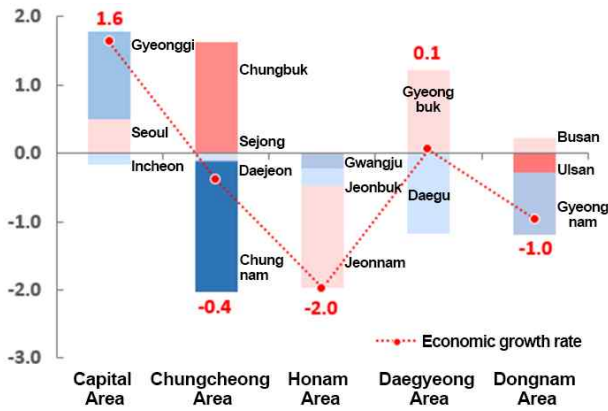 2.0
1.0
0.0
-1.0
-2.0
-3.0
1.6
Gyeonggi
Seoul
Incheon
Chungbuk
Sejong
Daejeon
Chung
nam
-0.4
Gwangju
Jeonbuk
Jeonnam
-2.0
0.1
Gyeong
buk
Daegu
Busan
Ulsan
Gyeong
nam
-1.0
Economic growth rate
Capital
Area
Chungcheong
Area
Honam
Area
Daegyeong
Area
Dongnam
Area